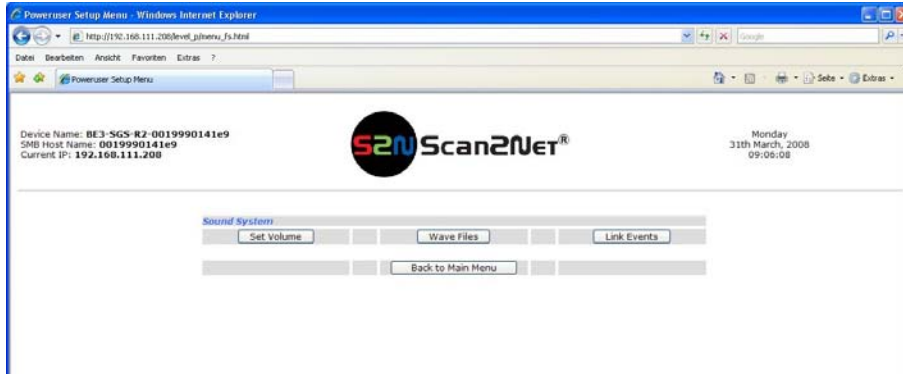 Poweruser Setup Menu - Windows Internet Explorer
http://192.168.111.208/level_p/menu_fs.html
Google
Datei Bearbeiten Ansicht Favoriten Extras ?
Poweruser Setup Menu
Seite
Extras
Device Name: BE3-SGS-R2-0019990141e9
SMB Host Name: 0019990141e9
Current IP: 192.168.111.208
S2N Scan2Net®
Monday
31th March, 2008
09:06:08
Sound System
Set Volume Wave Files Link Events
Back to Main Menu